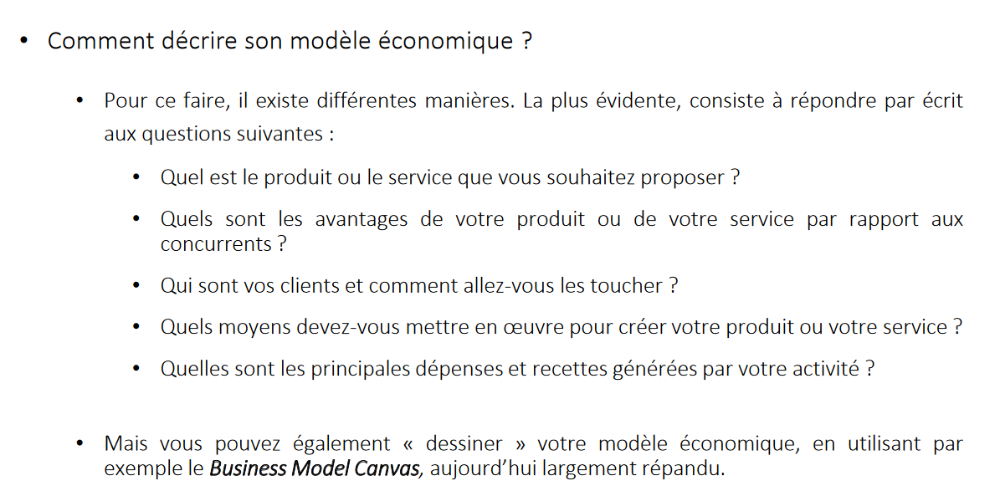 • Comment décrire son modèle économique ?
• Pour ce faire, il existe différentes manières. La plus évidente, consiste à répondre par écrit
aux questions suivantes :
• Quel est le produit ou le service que vous souhaitez proposer ?
• Quels sont les avantages de votre produit ou de votre service par rapport aux
concurrents ?
• Qui sont vos clients et comment allez-vous les toucher ?
• Quels moyens devez-vous mettre en œuvre pour créer votre produit ou votre service ?
• Quelles sont les principales dépenses et recettes générées par votre activité ?
• Mais vous pouvez également « dessiner » votre modèle économique, en utilisant par
exemple le Business Model Canvas, aujourd’hui largement répandu.